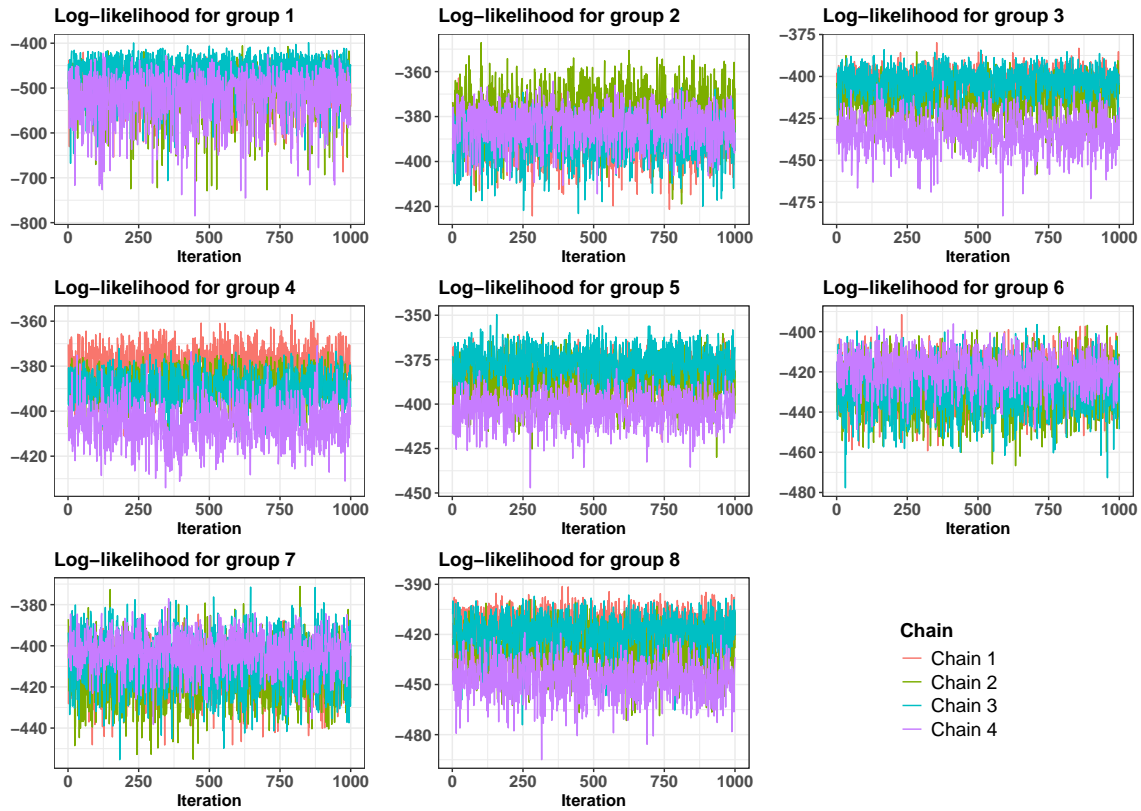 Log−likelihood for group 1
−400
−500
−600
−700
−800
0 250 500 750 1000
Iteration
Log−likelihood for group 2
−360
−380
−400
−420
0 250 500 750 1000
Iteration
Log−likelihood for group 3
−375
−400
−425
−450
−475
0 250 500 750 1000
Iteration
Log−likelihood for group 4
−360
−380
−400
−420
0 250 500 750 1000
Iteration
Log−likelihood for group 5
−350
−375
−400
−425
−450
0 250 500 750 1000
Iteration
Log−likelihood for group 6
−400
−420
−440
−460
−480
0 250 500 750 1000
Iteration
Log−likelihood for group 7
−380
−400
−420
−440
0 250 500 750 1000
Iteration
Log−likelihood for group 8
−390
−420
−450
−480
0 250 500 750 1000
Iteration
Chain
Chain 1
Chain 2
Chain 3
Chain 4